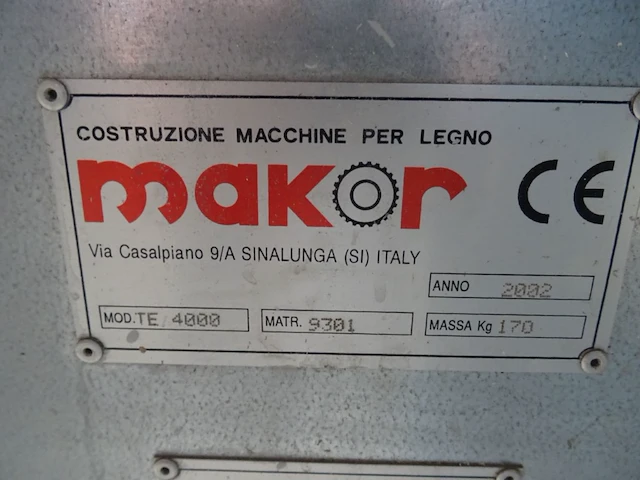 COSTRUZIONE MACCHINE PER LEGNO
makor CE
Via Casalpiano 9/A SINALUNGA (SI) ITALY
ANNO 2002
MOD. TE 4000 MATR. 9301 MASSA Kg 170